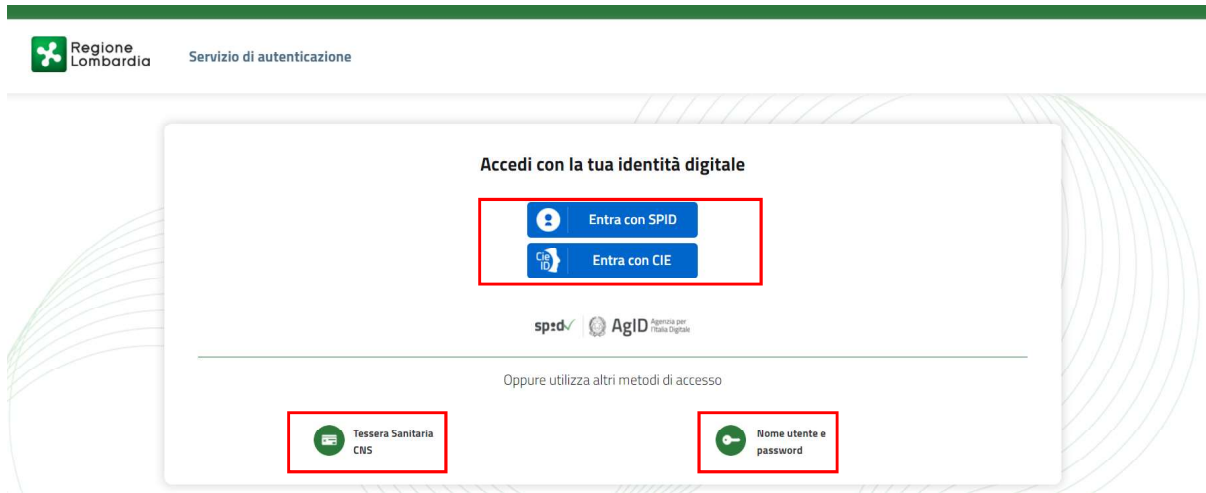 Regione
Lombardia
Servizio di autenticazione
Accedi con la tua identità digitale
Entra con SPID
Cie
ID
Entra con CIE
sp:d
AgID
Agenzia per
l'Italia Digitale
Oppure utilizza altri metodi di accesso
Tessera Sanitaria
CNS
Nome utente e
password